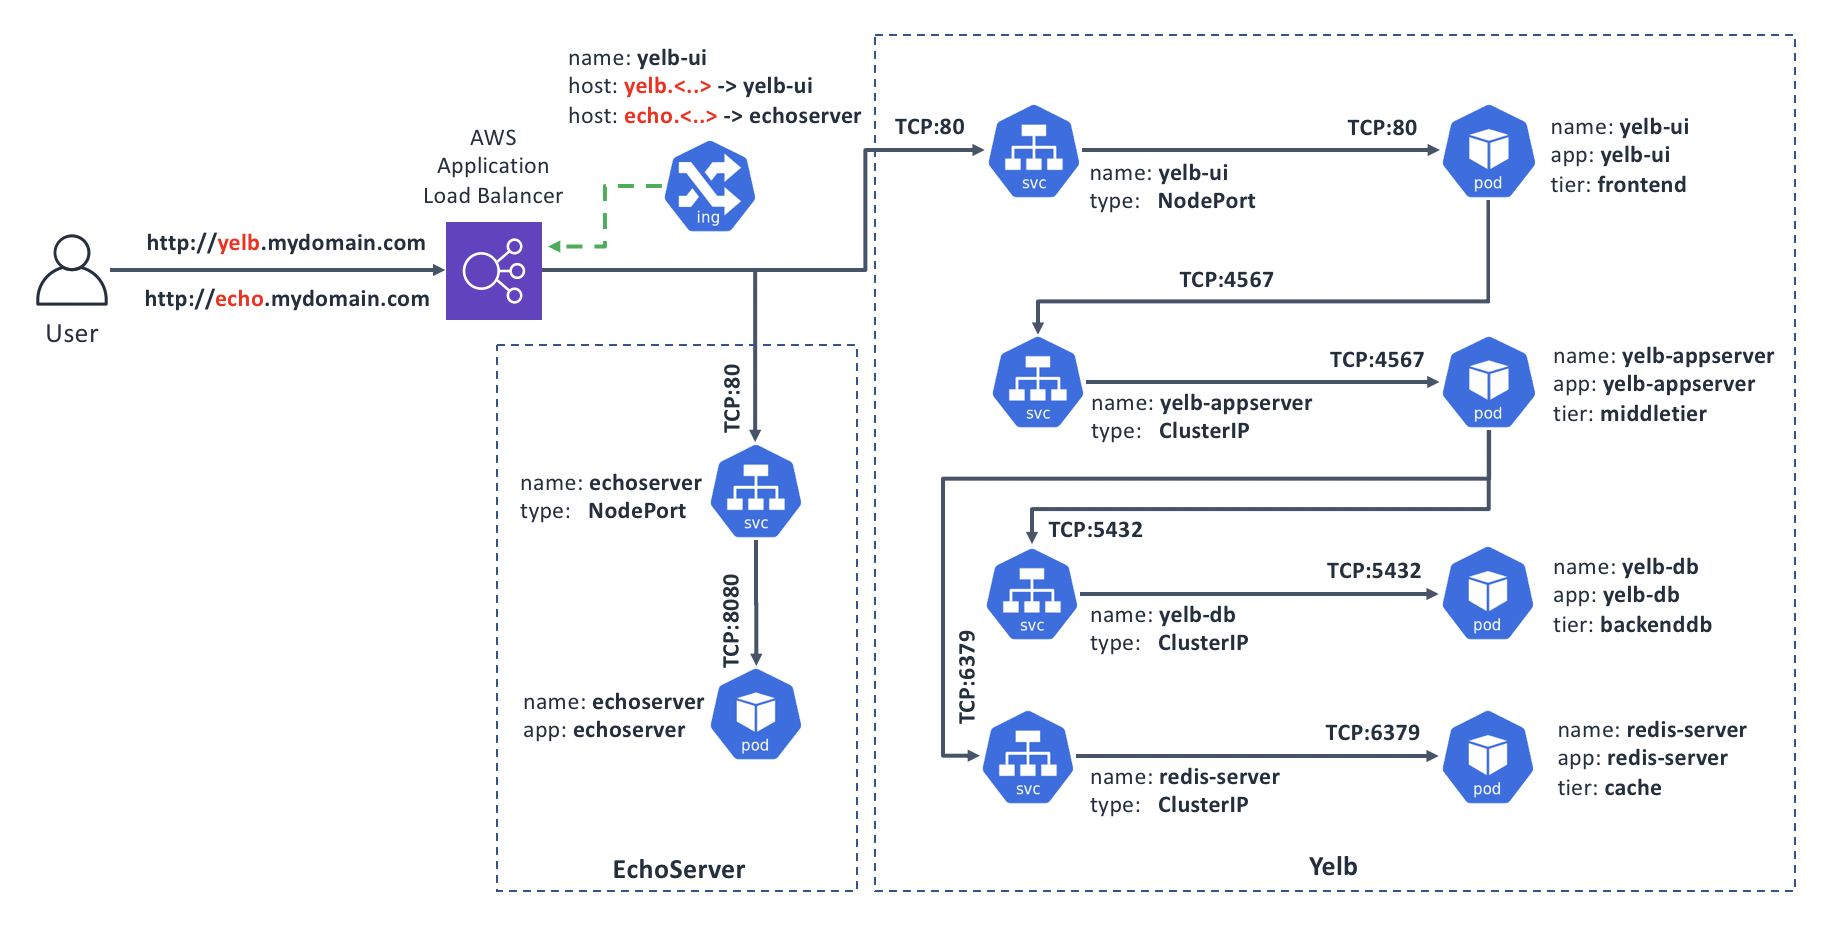 name: yelb-ui
host: yelb.<..> -> yelb-ui
host: echo.<..> -> echoserver
ing
AWS
Application
Load Balancer
http://yelb.mydomain.com
http://echo.mydomain.com
User
TCP:80
svc
name: yelb-ui
type: NodePort
TCP:80
pod
name: yelb-ui
app: yelb-ui
tier: frontend
TCP:4567
svc
name: yelb-appserver
type: ClusterIP
TCP:4567
pod
name: yelb-appserver
app: yelb-appserver
tier: middletier
TCP:5432
svc
name: yelb-db
type: ClusterIP
TCP:5432
pod
name: yelb-db
app: yelb-db
tier: backenddb
TCP:6379
svc
name: redis-server
type: ClusterIP
TCP:6379
pod
name: redis-server
app: redis-server
tier: cache
Yelb
TCP:80
name: echoserver
type: NodePort
svc
TCP:8080
name: echoserver
app: echoserver
pod
EchoServer